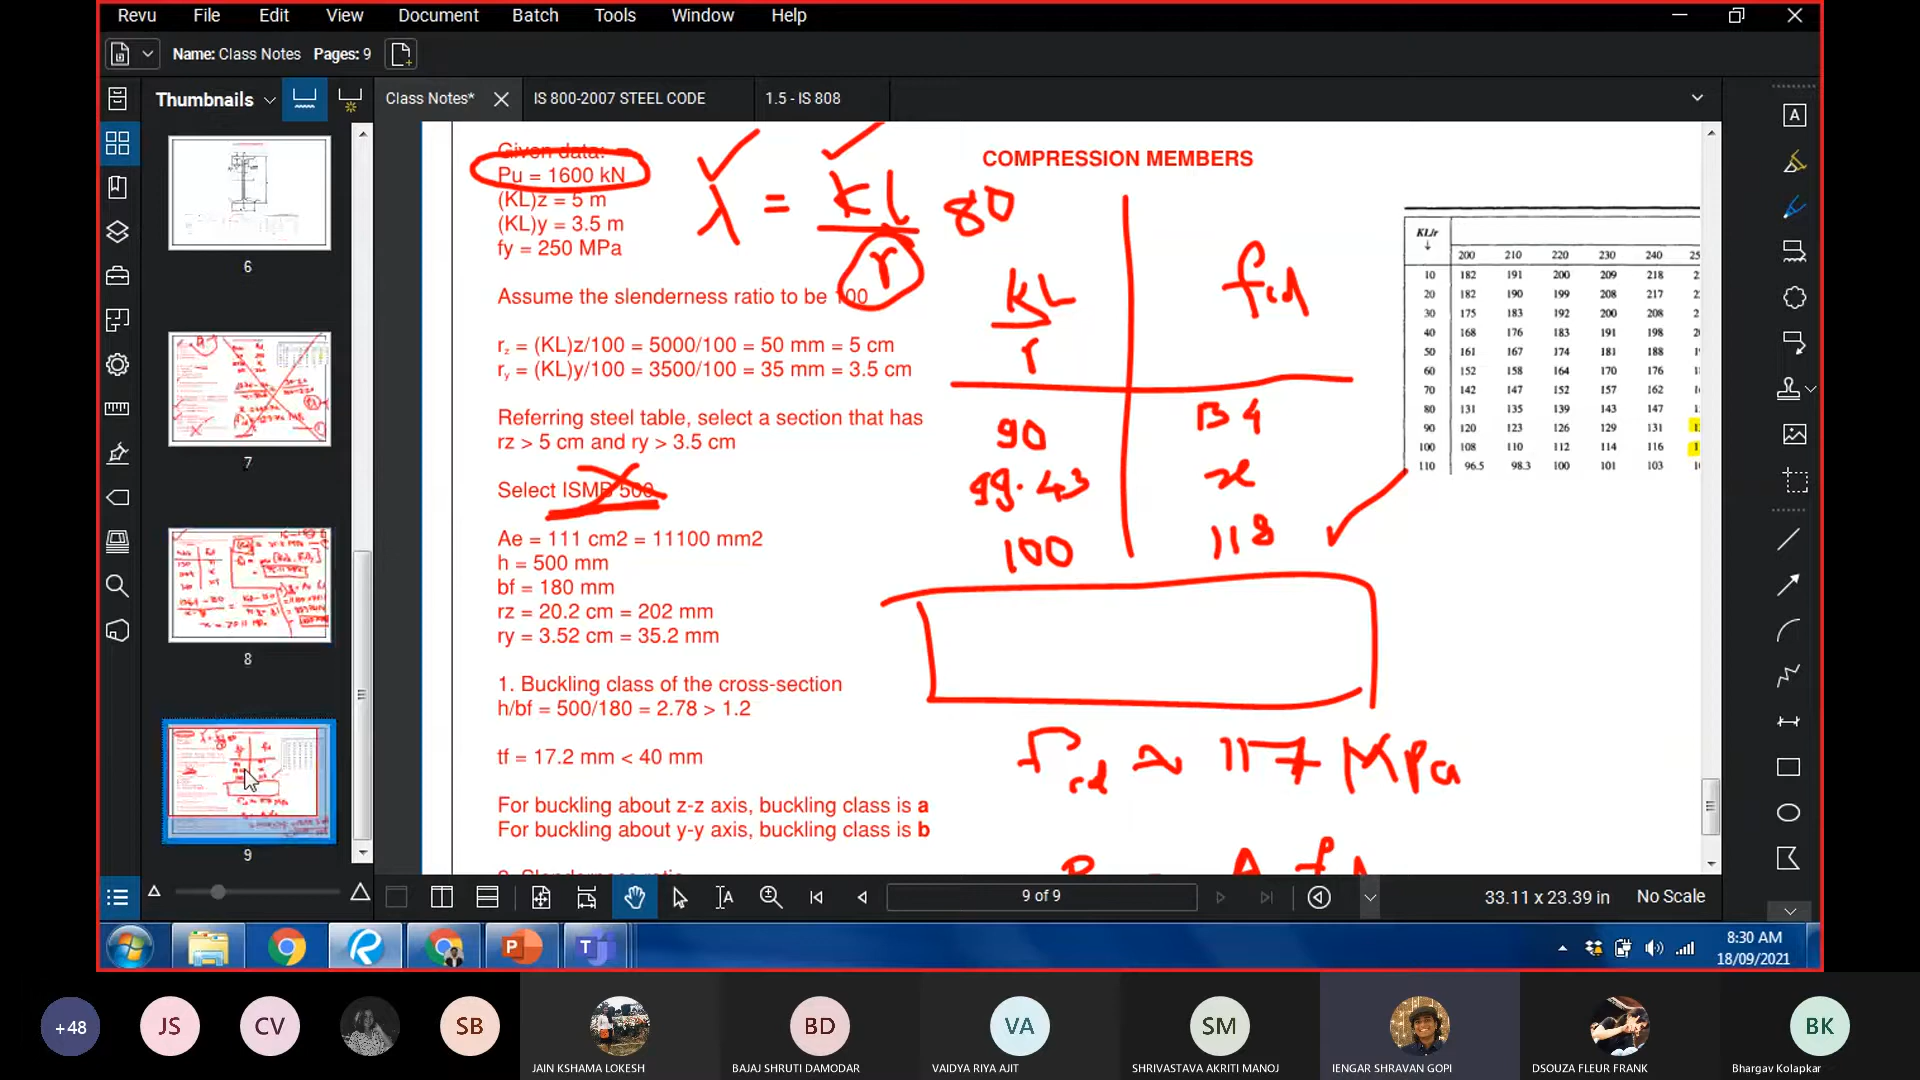 Revu File Edit View Document Batch Tools Window Help
Name: Class Notes Pages: 9
Thumbnails
Class Notes* IS 800-2007 STEEL CODE 1.5 - IS 808
6
7
8
9
COMPRESSION MEMBERS
Given data:
Pu = 1600 kN
(KL)z = 5 m
(KL)y = 3.5 m
fy = 250 MPa
Assume the slenderness ratio to be 100
rz = (KL)z/100 = 5000/100 = 50 mm = 5 cm
ry = (KL)y/100 = 3500/100 = 35 mm = 3.5 cm
Referring steel table, select a section that has
rz > 5 cm and ry > 3.5 cm
Select ISMB 500
Ae = 111 cm2 = 11100 mm2
h = 500 mm
bf = 180 mm
rz = 20.2 cm = 202 mm
ry = 3.52 cm = 35.2 mm
1. Buckling class of the cross-section
h/bf = 500/180 = 2.78 > 1.2
tf = 17.2 mm < 40 mm
For buckling about z-z axis, buckling class is a
For buckling about y-y axis, buckling class is b
λ = kl/r 80
KL/r fcd
90 134
99.43 x
100 118
fcd ≈ 117 MPa
KL/r
↓
200 210 220 230 240
10 182 191 200 209 218
20 182 190 199 208 217
30 175 183 192 200 208
40 168 176 183 191 198
50 161 167 174 181 188
60 152 158 164 170 176
70 142 147 152 157 162
80 131 135 139 143 147
90 120 123 126 129 131
100 108 110 112 114 116
110 96.5 98.3 100 101 103
9 of 9
33.11 x 23.39 in No Scale
8:30 AM
18/09/2021
+48 JS CV SB BD VA SM BK
JAIN KSHAMA LOKESH
BAJAJ SHRUTI DAMODAR
VAIDYA RIYA AJIT
SHRIVASTAVA AKRITI MANOJ
IENGAR SHRAVAN GOPI
DSOUZA FLEUR FRANK
Bhargav Kolapkar